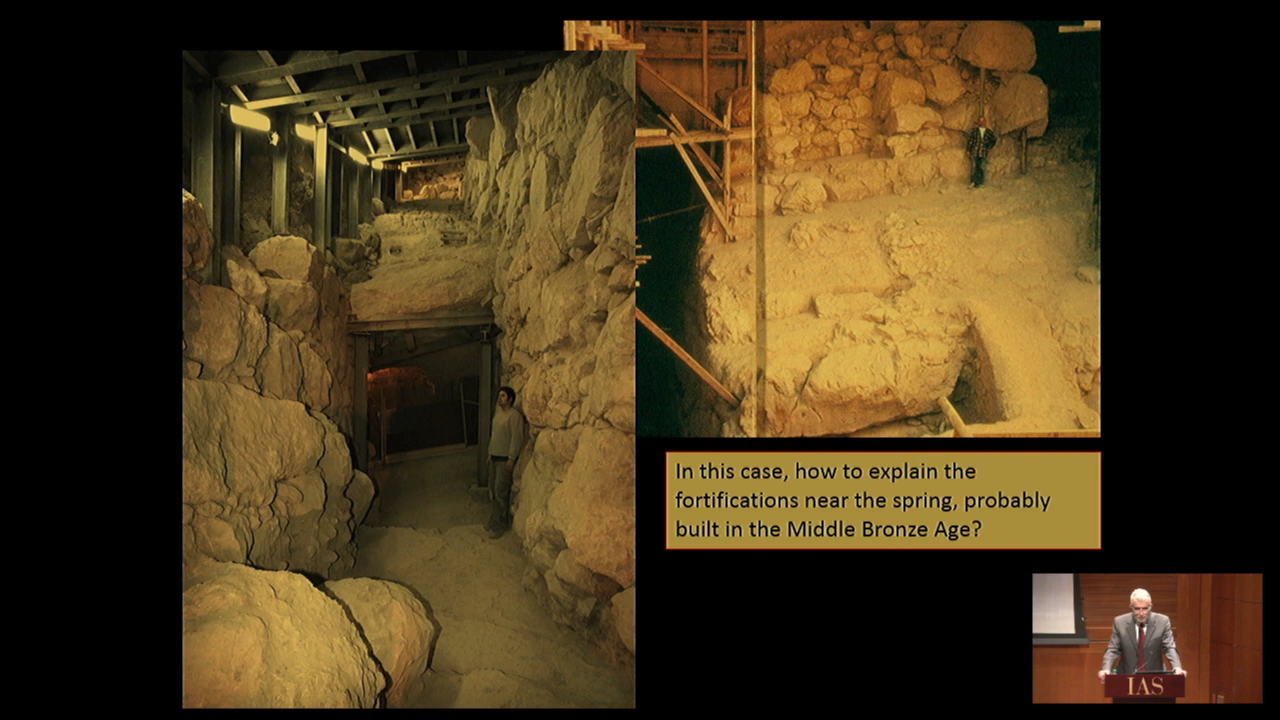 In this case, how to explain the
fortifications near the spring, probably
built in the Middle Bronze Age?
IAS